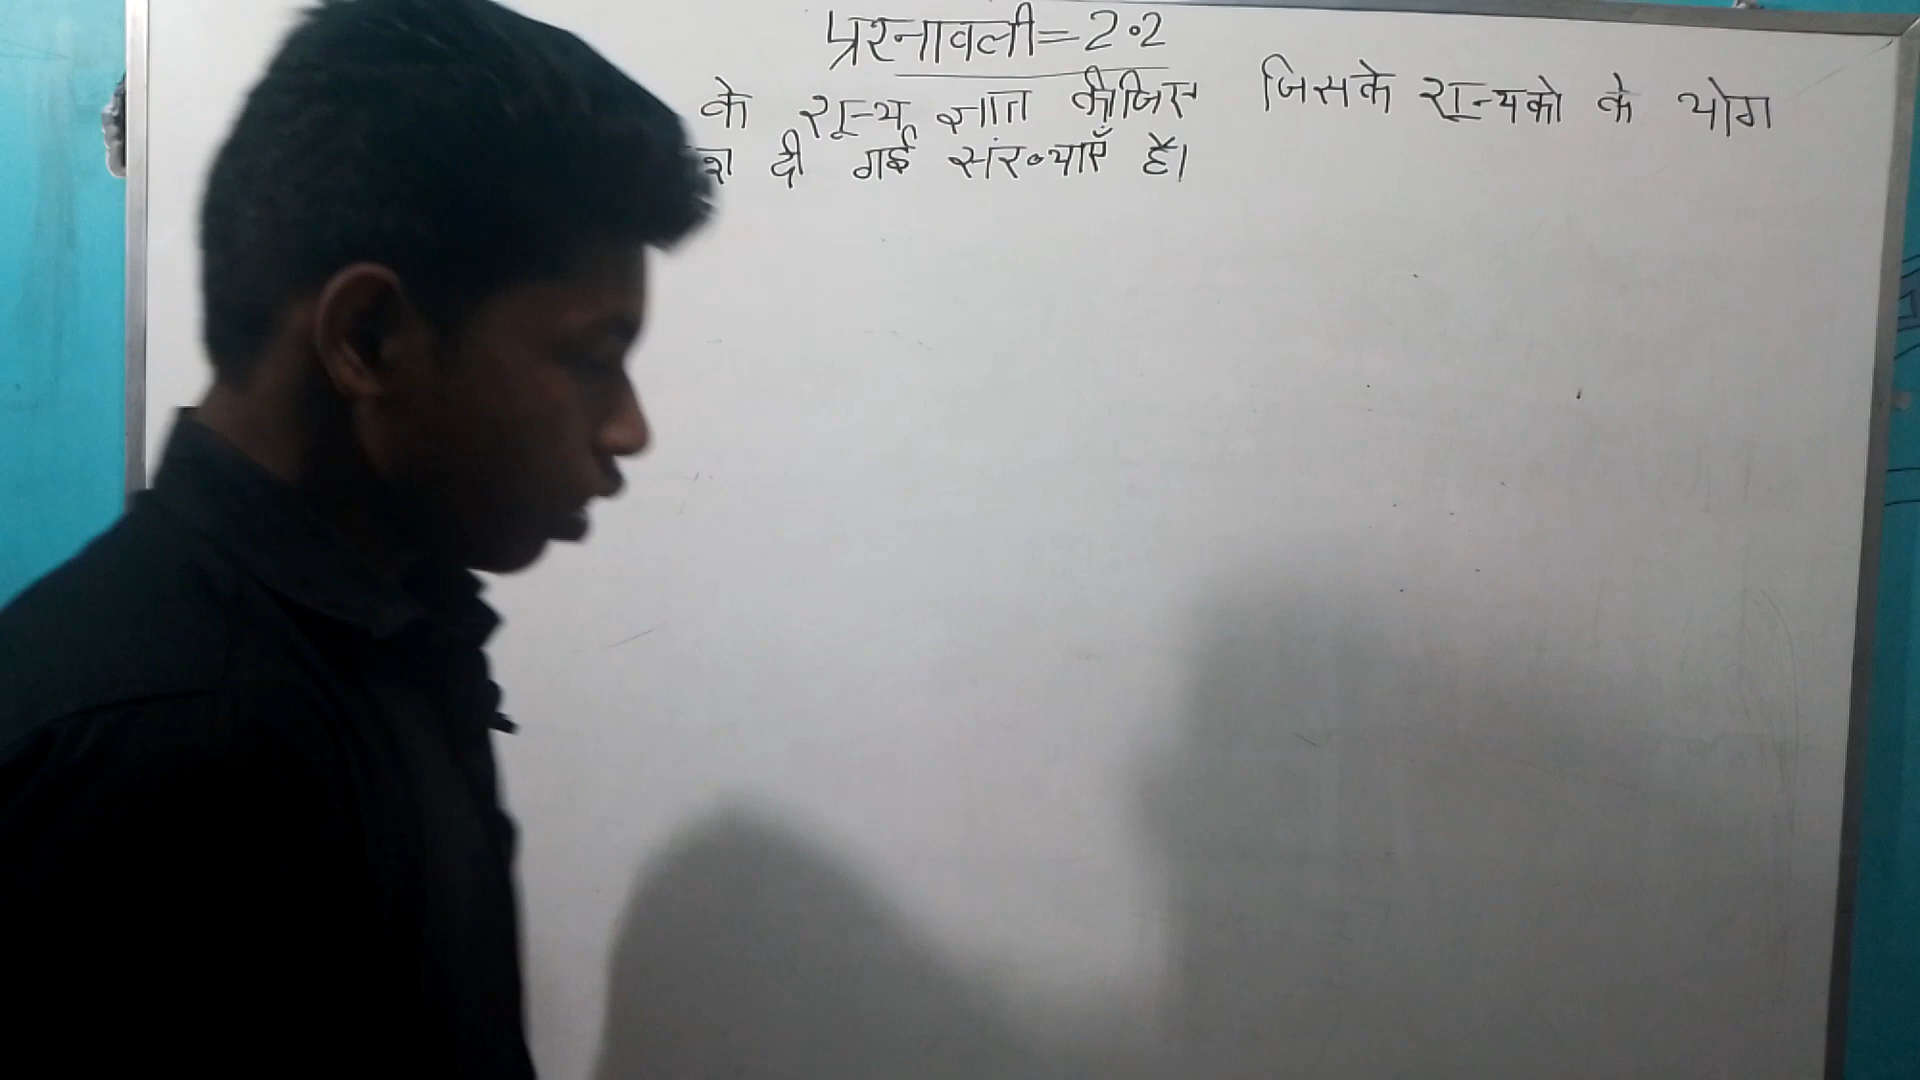 प्रश्नावली = 2.2
के शून्य ज्ञात कीजिए जिसके शून्यको के योग
दी गई संख्याएँ हैं।